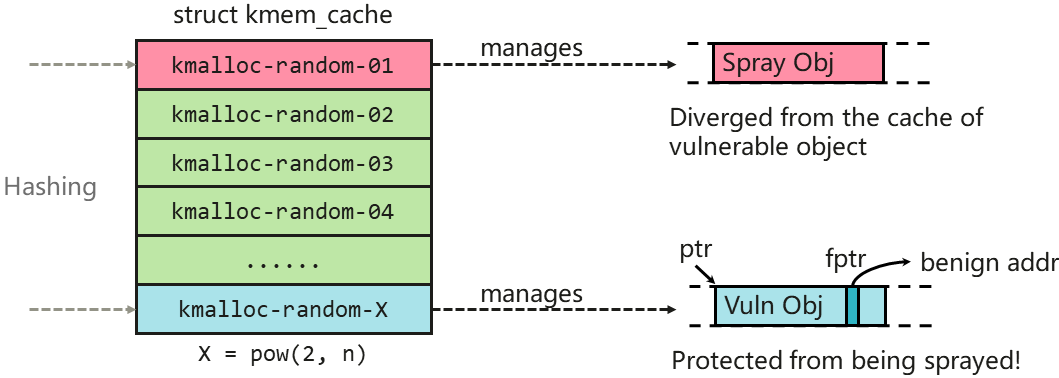 struct kmem_cache
Hashing
kmalloc-random-01
kmalloc-random-02
kmalloc-random-03
kmalloc-random-04
......
kmalloc-random-X
X = pow(2, n)
manages
Spray Obj
Diverged from the cache of
vulnerable object
manages
ptr
fptr
benign addr
Vuln Obj
Protected from being sprayed!